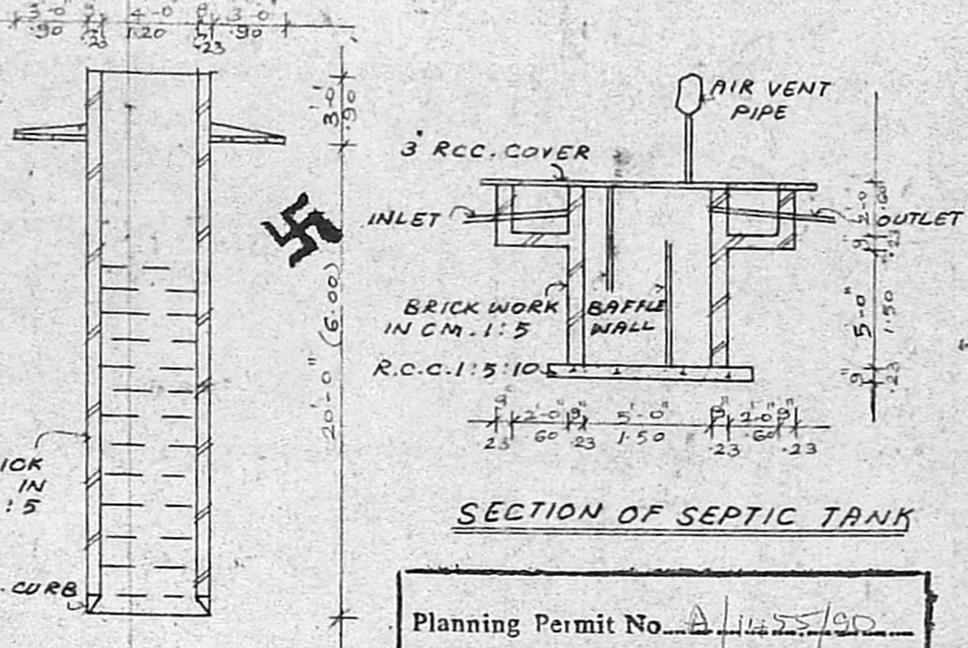 3'-0" 9" 4'-0" 9" 3'-0"
.90 .23 1.20 .23 .90
3'-0"
.90
20'-0" (6.00)
ICK
IN
:5
. CURB
AIR VENT
PIPE
3" RCC. COVER
INLET
OUTLET
BRICK WORK
IN CM. 1:5
BAFFLE
WALL
R.C.C. 1:5:10
2'-0" 9" 5'-0" 9"
.60 .23 1.50 .23
9" 2'-0" 9" 5'-0" 9" 2'-0" 9"
.23 .60 .23 1.50 .23 .60 .23
SECTION OF SEPTIC TANK
Planning Permit No. A/1455/90